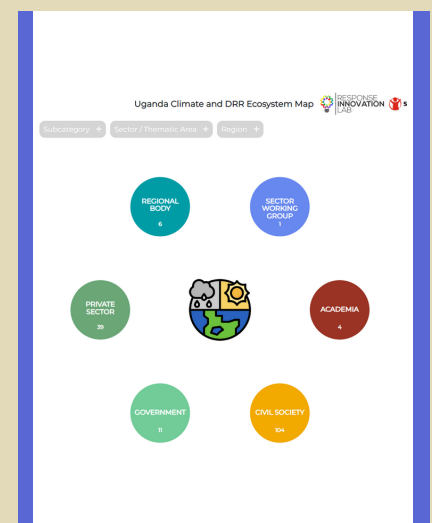 Uganda Climate and DRR Ecosystem Map
RESPONSE
INNOVATION
LAB
S
Subcategory +
Sector / Thematic Area +
Region +
REGIONAL
BODY
6
SECTOR
WORKING
GROUP
1
PRIVATE
SECTOR
39
ACADEMIA
4
GOVERNMENT
11
CIVIL SOCIETY
104